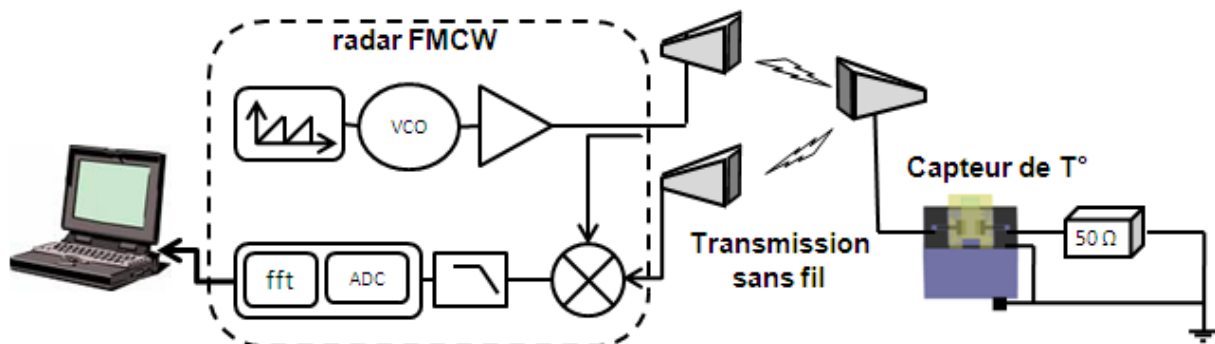 radar FMCW
VCO
Capteur de T°
Transmission
sans fil
50 Ω
fft
ADC